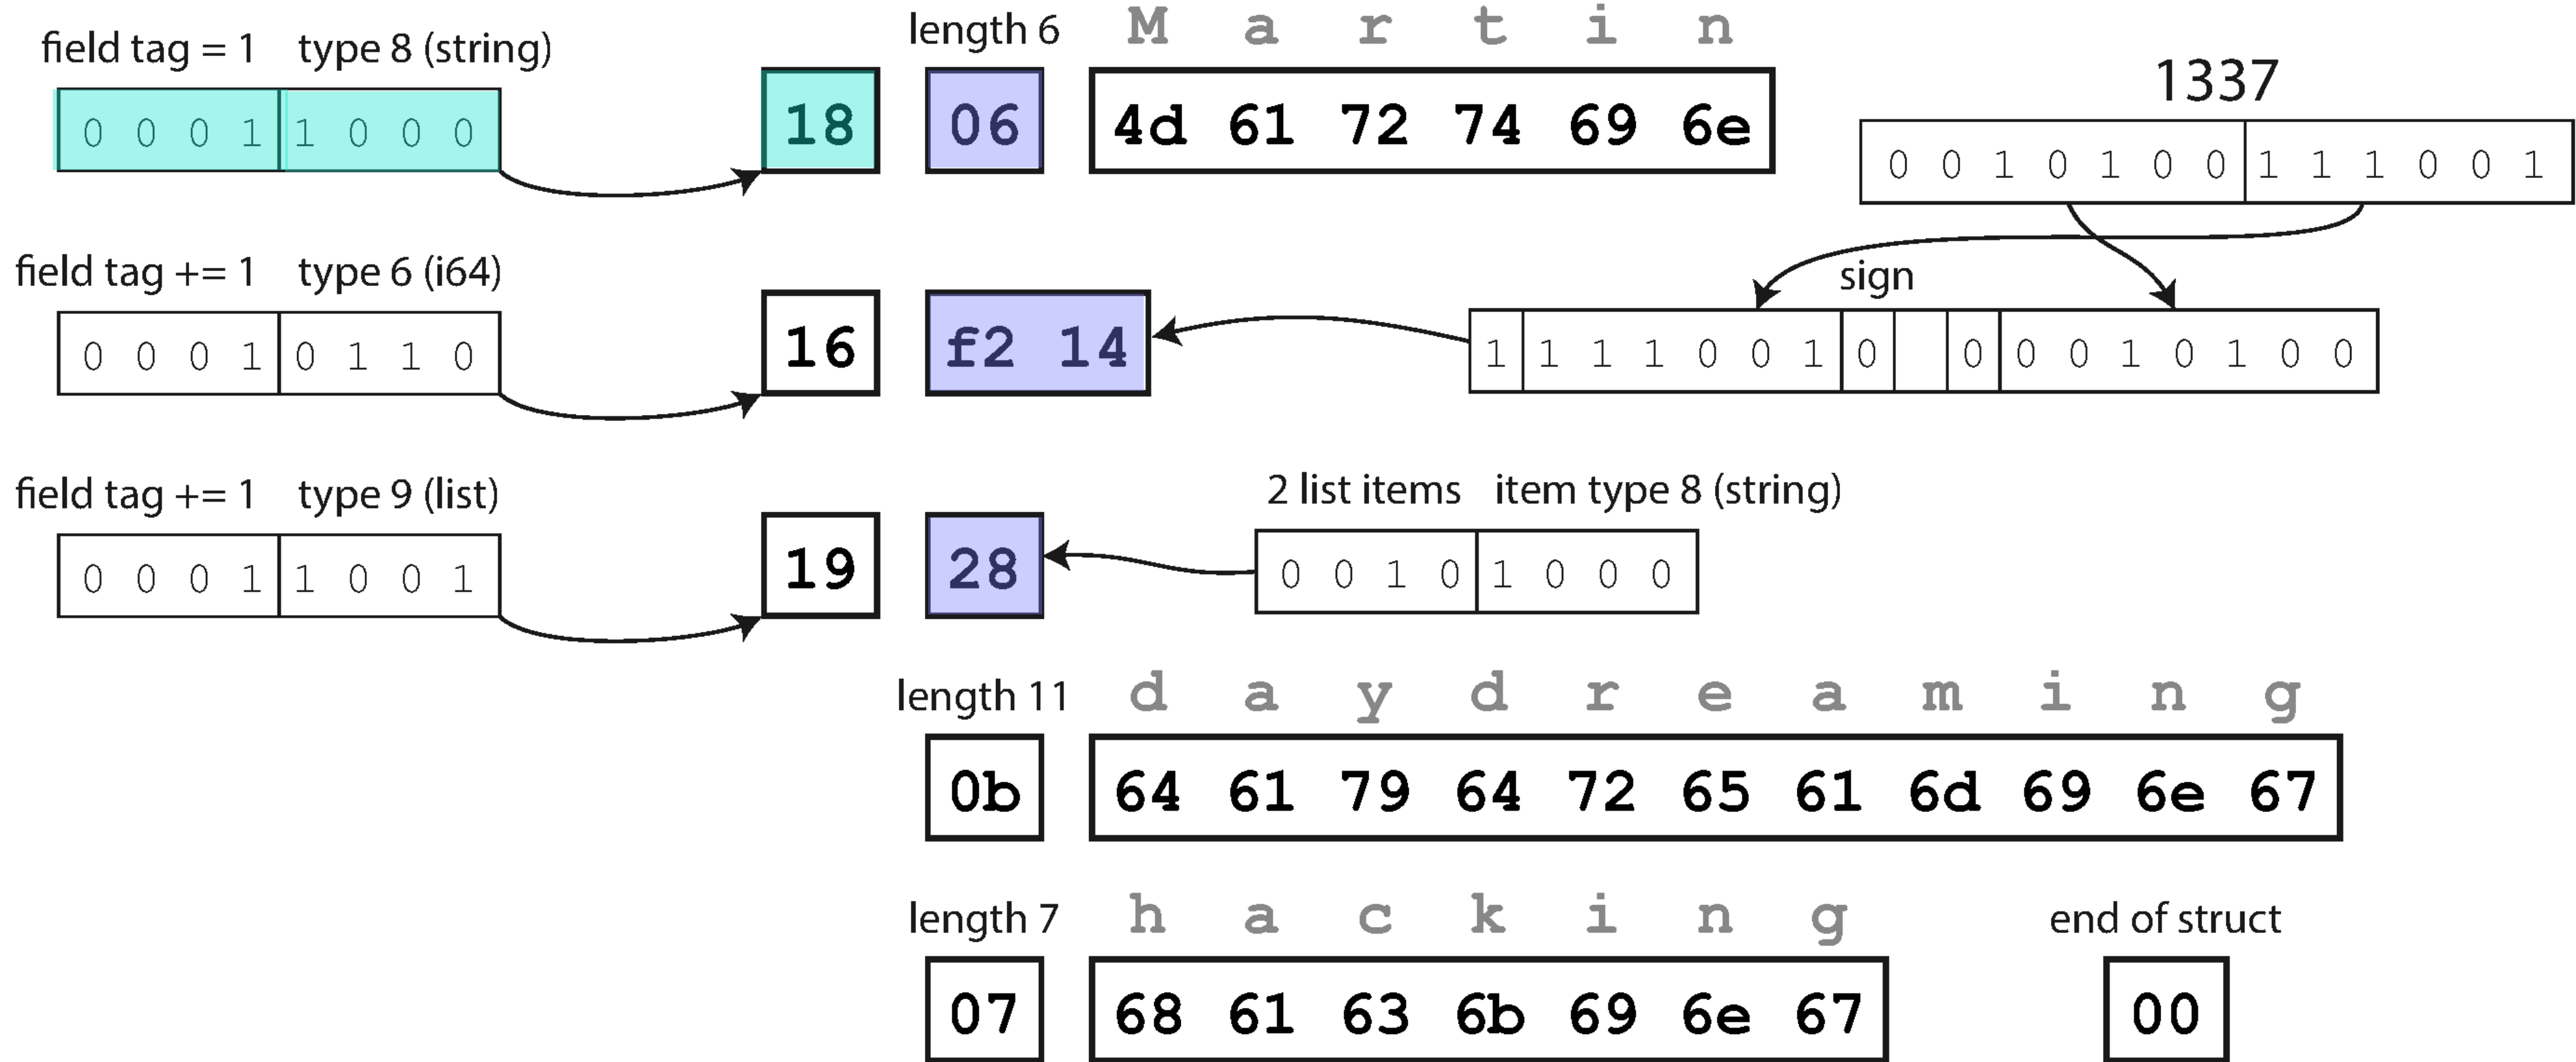 field tag = 1 type 8 (string)
0 0 0 1 1 0 0 0
18
length 6
06
M a r t i n
4d 61 72 74 69 6e
1337
0 0 1 0 1 0 0 1 1 1 0 0 1
field tag += 1 type 6 (i64)
0 0 0 1 0 1 1 0
16
f2 14
sign
1 1 1 1 0 0 1 0 0 0 0 1 0 1 0 0
field tag += 1 type 9 (list)
0 0 0 1 1 0 0 1
19
28
2 list items item type 8 (string)
0 0 1 0 1 0 0 0
length 11
0b
d a y d r e a m i n g
64 61 79 64 72 65 61 6d 69 6e 67
length 7
07
h a c k i n g
68 61 63 6b 69 6e 67
end of struct
00